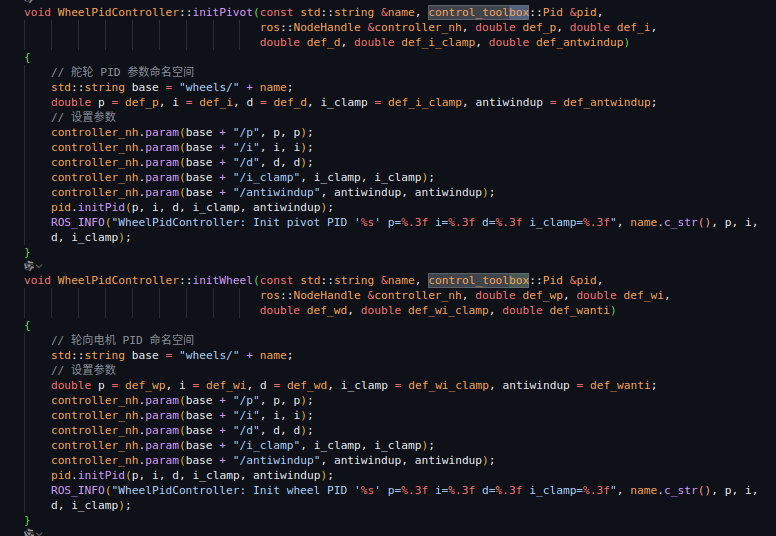 void WheelPidController::initPivot(const std::string &name, control_toolbox::Pid &pid,
ros::NodeHandle &controller_nh, double def_p, double def_i,
double def_d, double def_i_clamp, double def_antwindup)
{
// 舵轮 PID 参数命名空间
std::string base = "wheels/" + name;
double p = def_p, i = def_i, d = def_d, i_clamp = def_i_clamp, antiwindup = def_antwindup;
// 设置参数
controller_nh.param(base + "/p", p, p);
controller_nh.param(base + "/i", i, i);
controller_nh.param(base + "/d", d, d);
controller_nh.param(base + "/i_clamp", i_clamp, i_clamp);
controller_nh.param(base + "/antiwindup", antiwindup, antiwindup);
pid.initPid(p, i, d, i_clamp, antiwindup);
ROS_INFO("WheelPidController: Init pivot PID '%s' p=%.3f i=%.3f d=%.3f i_clamp=%.3f", name.c_str(), p, i,
d, i_clamp);
}
void WheelPidController::initWheel(const std::string &name, control_toolbox::Pid &pid,
ros::NodeHandle &controller_nh, double def_wp, double def_wi,
double def_wd, double def_wi_clamp, double def_wanti)
{
// 轮向电机 PID 命名空间
std::string base = "wheels/" + name;
// 设置参数
double p = def_wp, i = def_wi, d = def_wd, i_clamp = def_wi_clamp, antiwindup = def_wanti;
controller_nh.param(base + "/p", p, p);
controller_nh.param(base + "/i", i, i);
controller_nh.param(base + "/d", d, d);
controller_nh.param(base + "/i_clamp", i_clamp, i_clamp);
controller_nh.param(base + "/antiwindup", antiwindup, antiwindup);
pid.initPid(p, i, d, i_clamp, antiwindup);
ROS_INFO("WheelPidController: Init wheel PID '%s' p=%.3f i=%.3f d=%.3f i_clamp=%.3f", name.c_str(), p, i,
d, i_clamp);
}